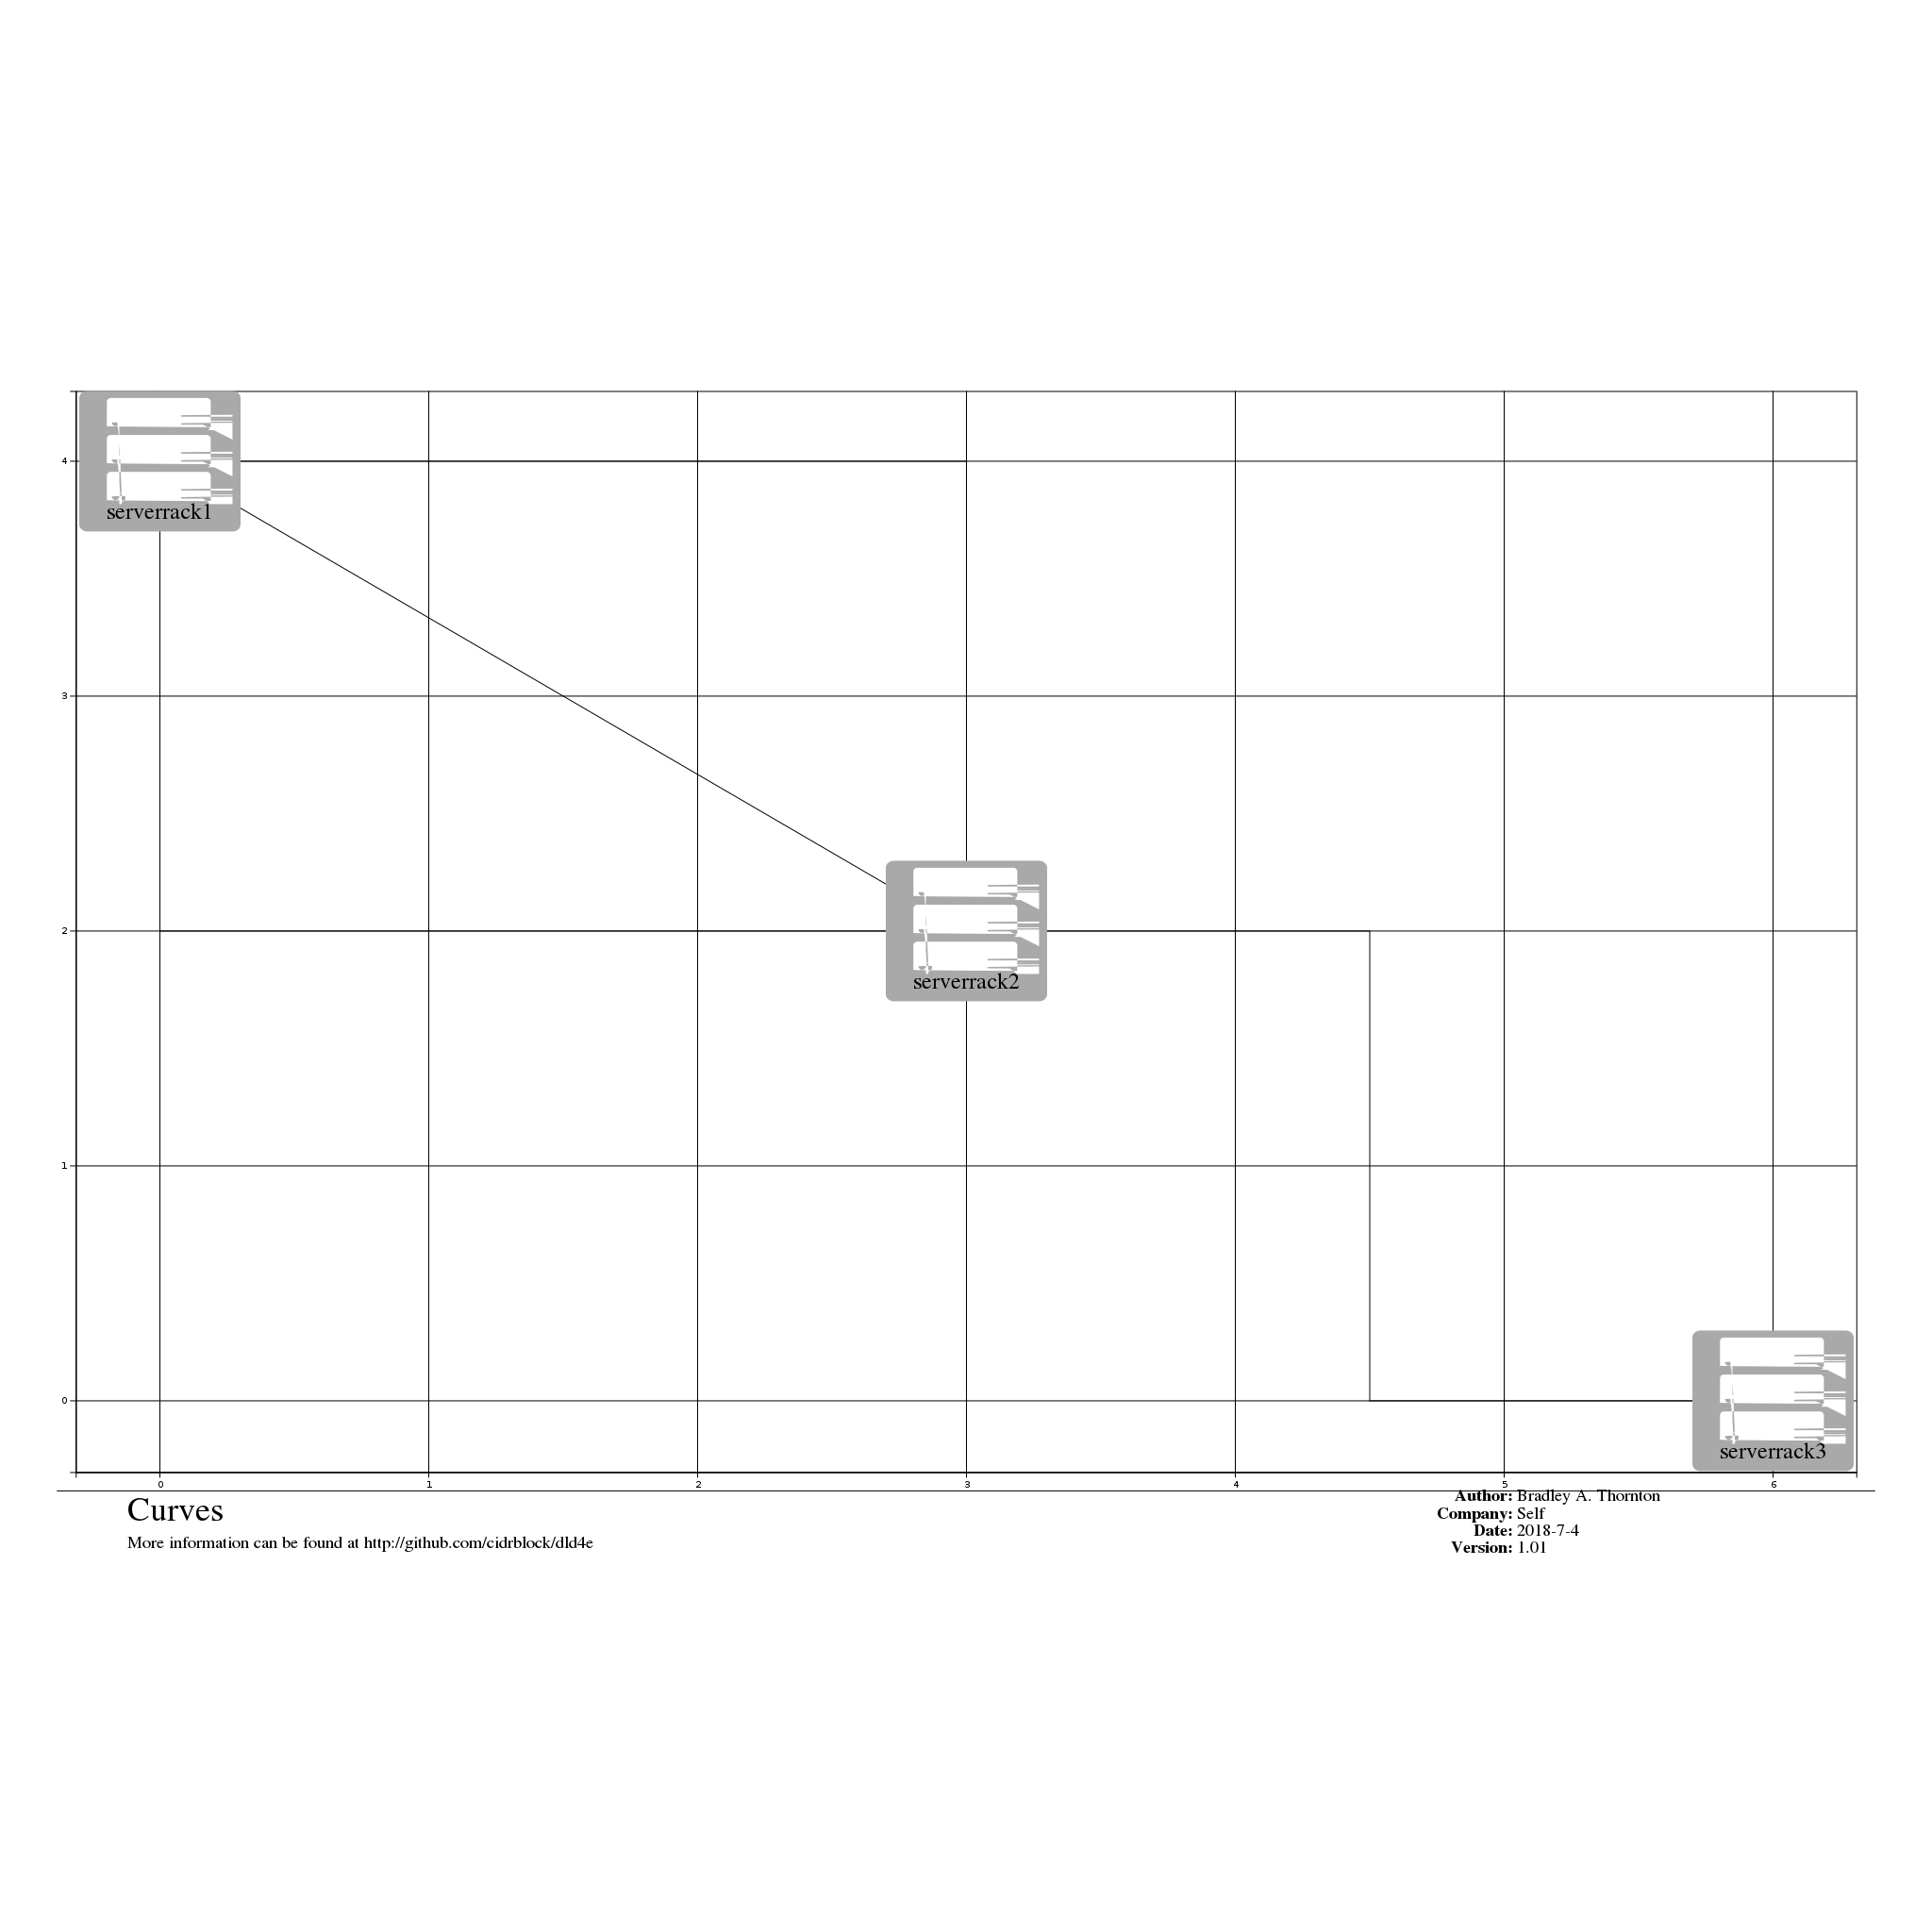 4
serverrack1
3
2
serverrack2
1
0
serverrack3
0 1 2 3 4 5 6
Curves
More information can be found at http://github.com/cidrblock/dld4e
Author: Bradley A. Thornton
Company: Self
Date: 2018-7-4
Version: 1.01